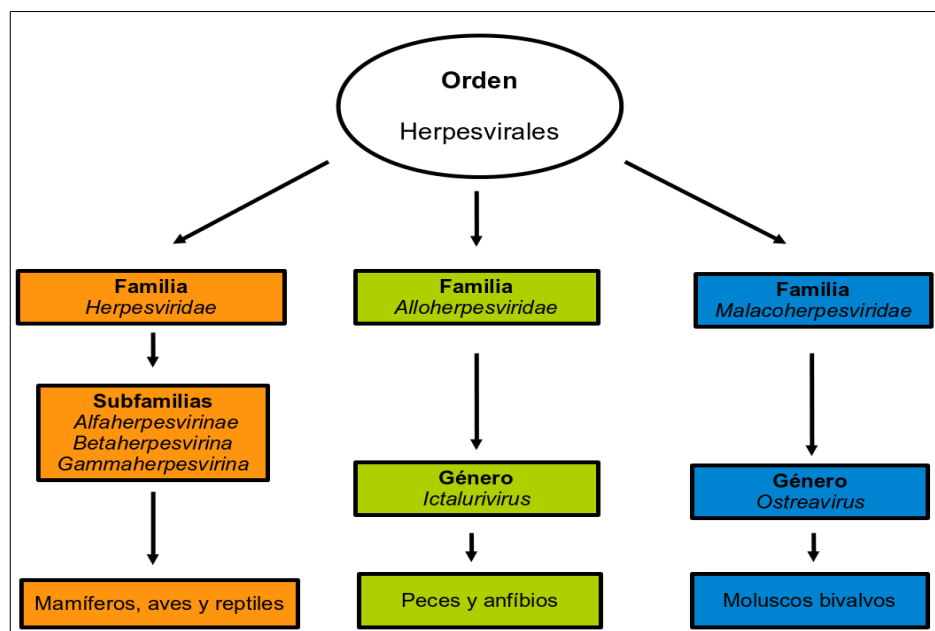 Orden
Herpesvirales
Familia
Herpesviridae
Subfamilias
Alfaherpesvirinae
Betaherpesvirina
Gammaherpesvirina
Mamíferos, aves y reptiles
Familia
Alloherpesviridae
Género
Ictalurivirus
Peces y anfíbios
Familia
Malacoherpesviridae
Género
Ostreavirus
Moluscos bivalvos